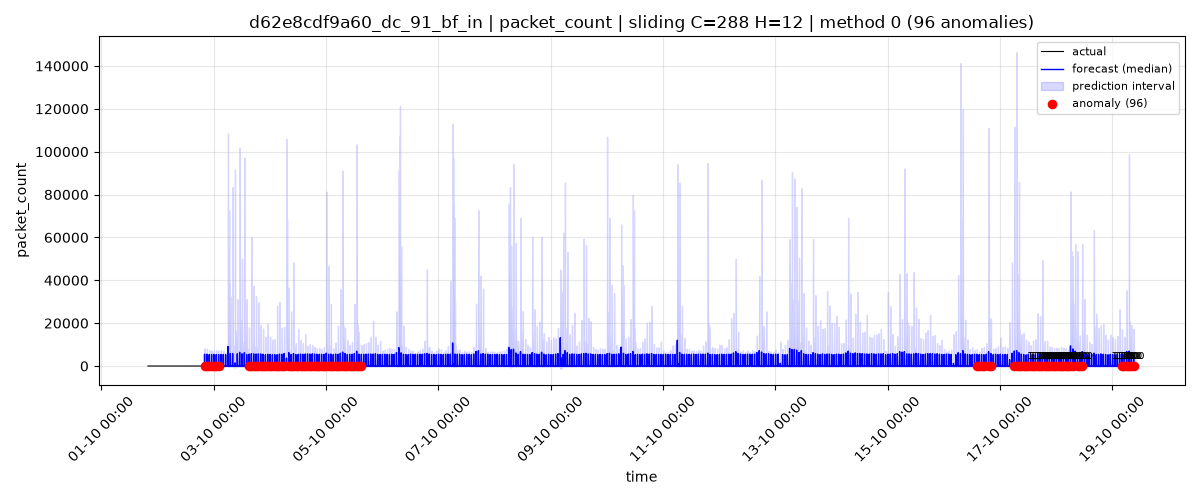 d62e8cdf9a60_dc_91_bf_in | packet_count | sliding C=288 H=12 | method 0 (96 anomalies)
packet_count
140000
120000
100000
80000
60000
40000
20000
0
actual
forecast (median)
prediction interval
anomaly (96)
01-10 00:00
03-10 00:00
05-10 00:00
07-10 00:00
09-10 00:00
11-10 00:00
13-10 00:00
15-10 00:00
17-10 00:00
19-10 00:00
time